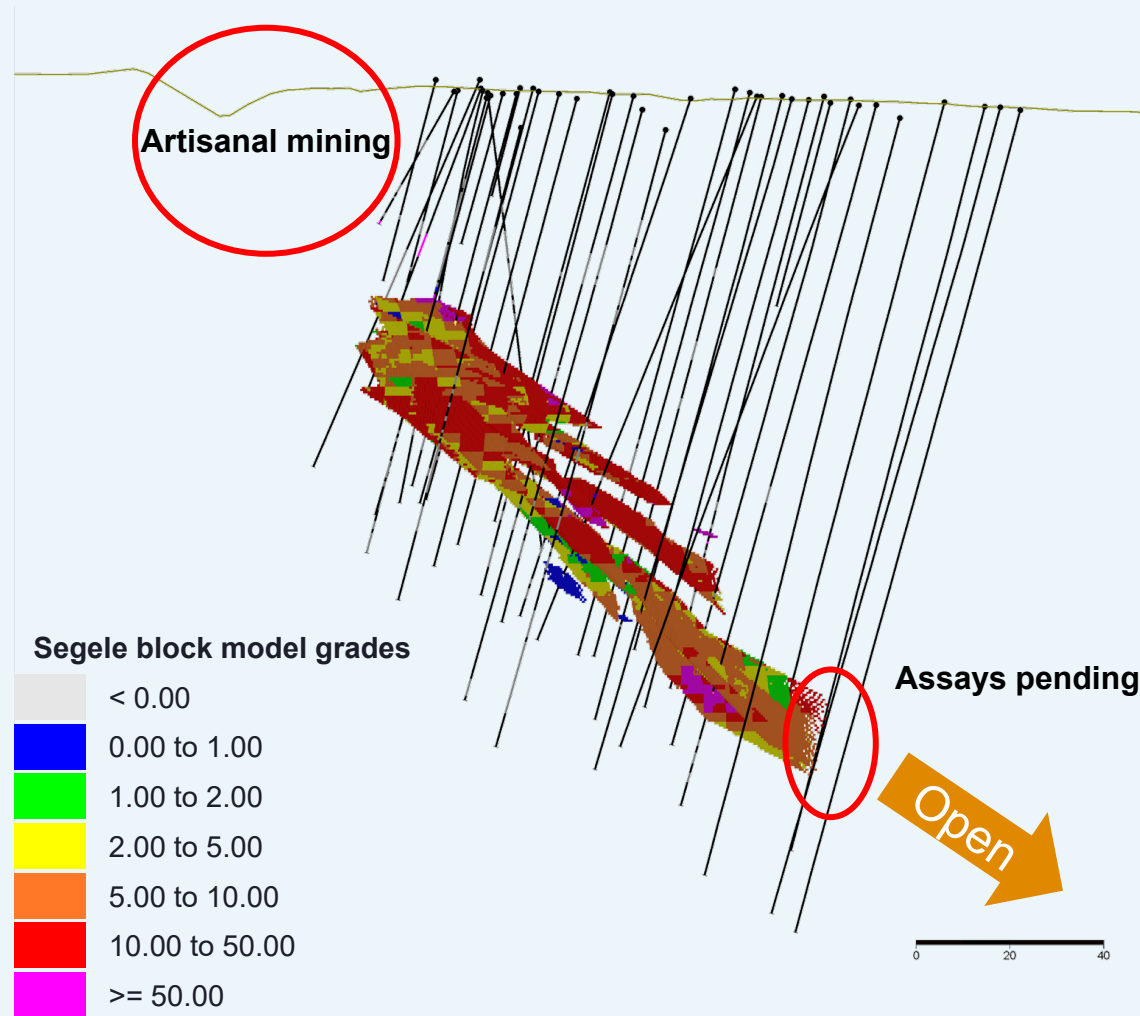 Artisanal mining
Segele block model grades
< 0.00
0.00 to 1.00
1.00 to 2.00
2.00 to 5.00
5.00 to 10.00
10.00 to 50.00
>= 50.00
Assays pending
Open
0 20 40